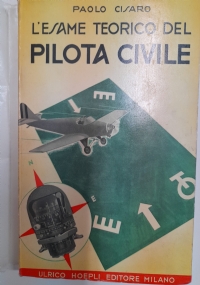 PAOLO CISARO
L'ESAME TEORICO DEL
PILOTA CIVILE
E
E
E
ULRICO HOEPLI EDITORE MILANO